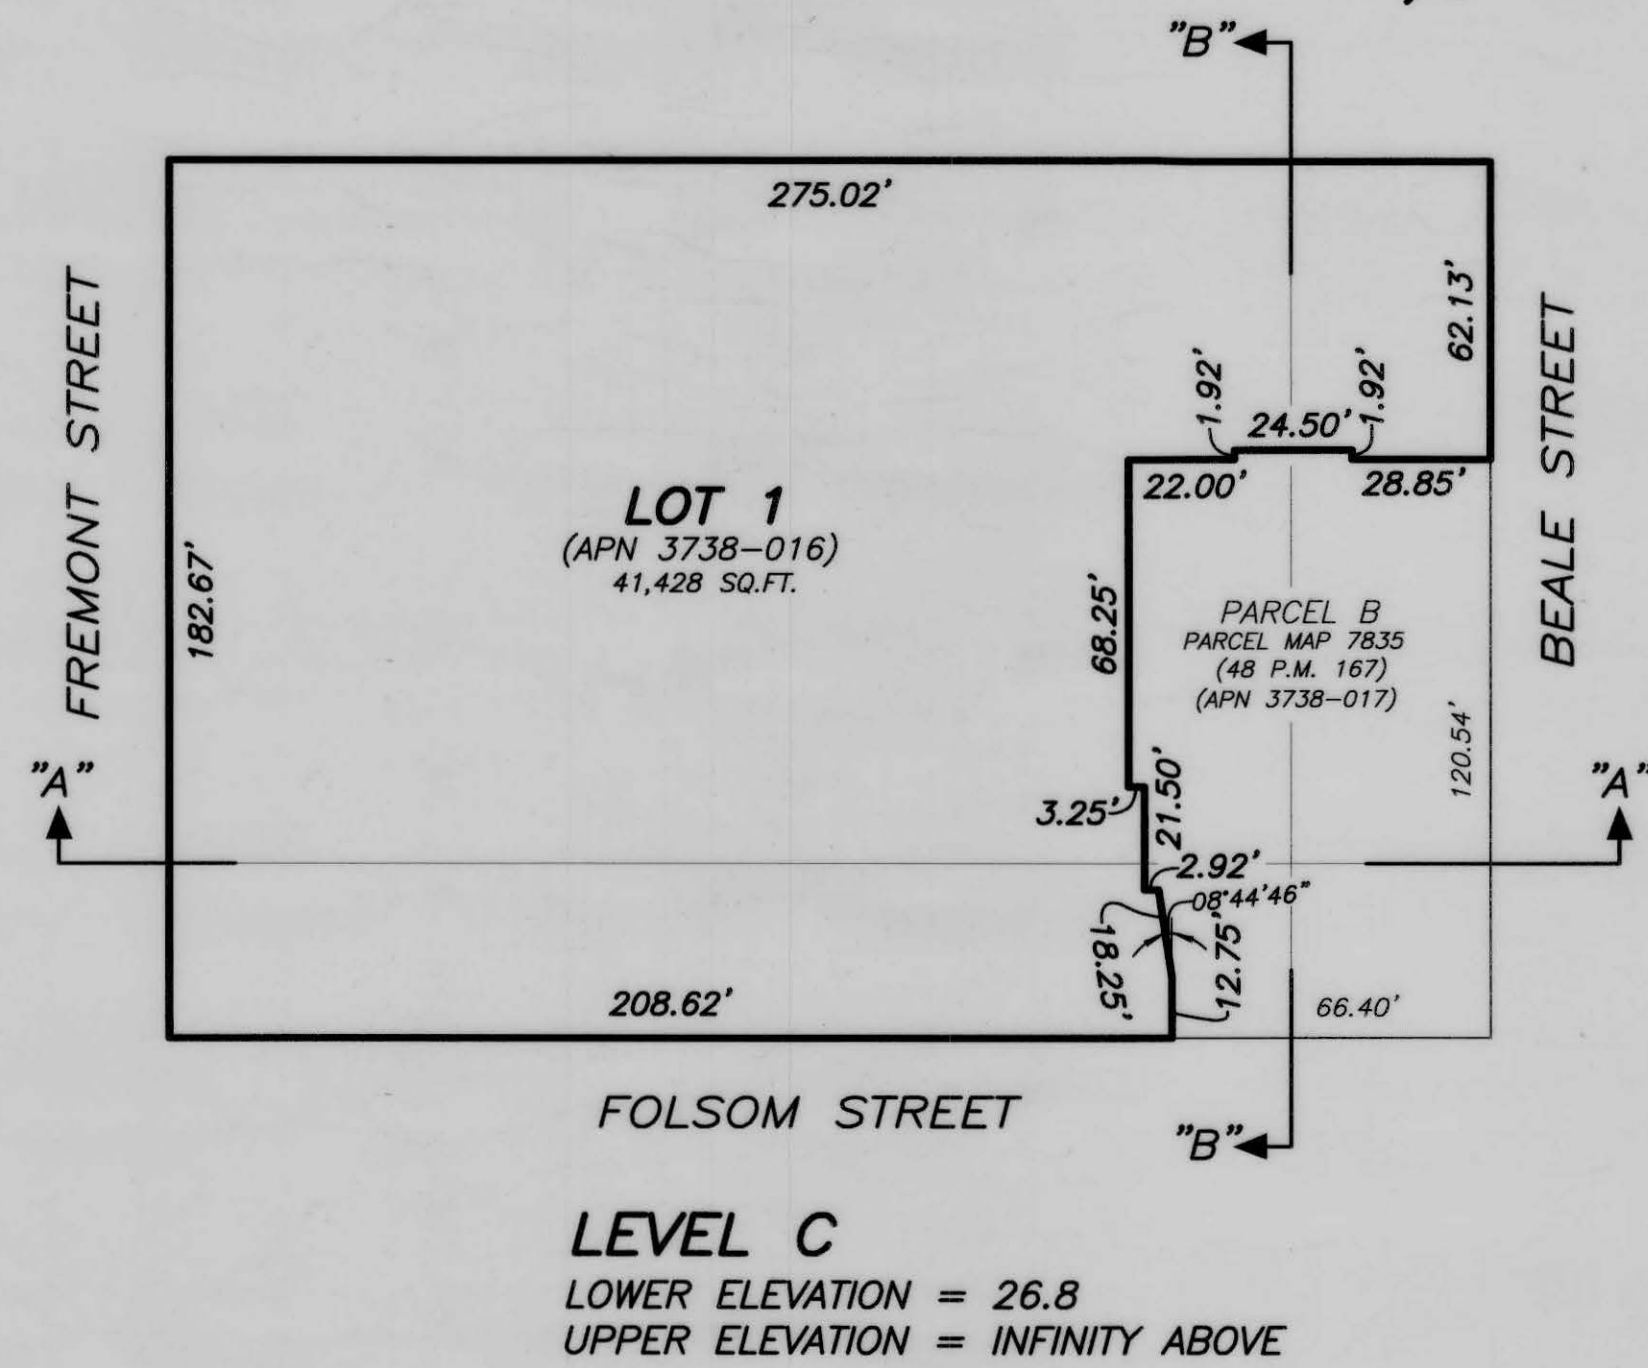 "B"
275.02'
FREMONT STREET
182.67'
62.13'
BEALE STREET
1.92'
24.50'
1.92'
22.00'
28.85'
LOT 1
(APN 3738-016)
41,428 SQ.FT.
68.25'
PARCEL B
PARCEL MAP 7835
(48 P.M. 167)
(APN 3738-017)
120.54'
"A"
"A"
3.25'
21.50'
2.92'
08°44'46"
18.25'
12.75'
208.62'
66.40'
FOLSOM STREET
"B"
LEVEL C
LOWER ELEVATION = 26.8
UPPER ELEVATION = INFINITY ABOVE